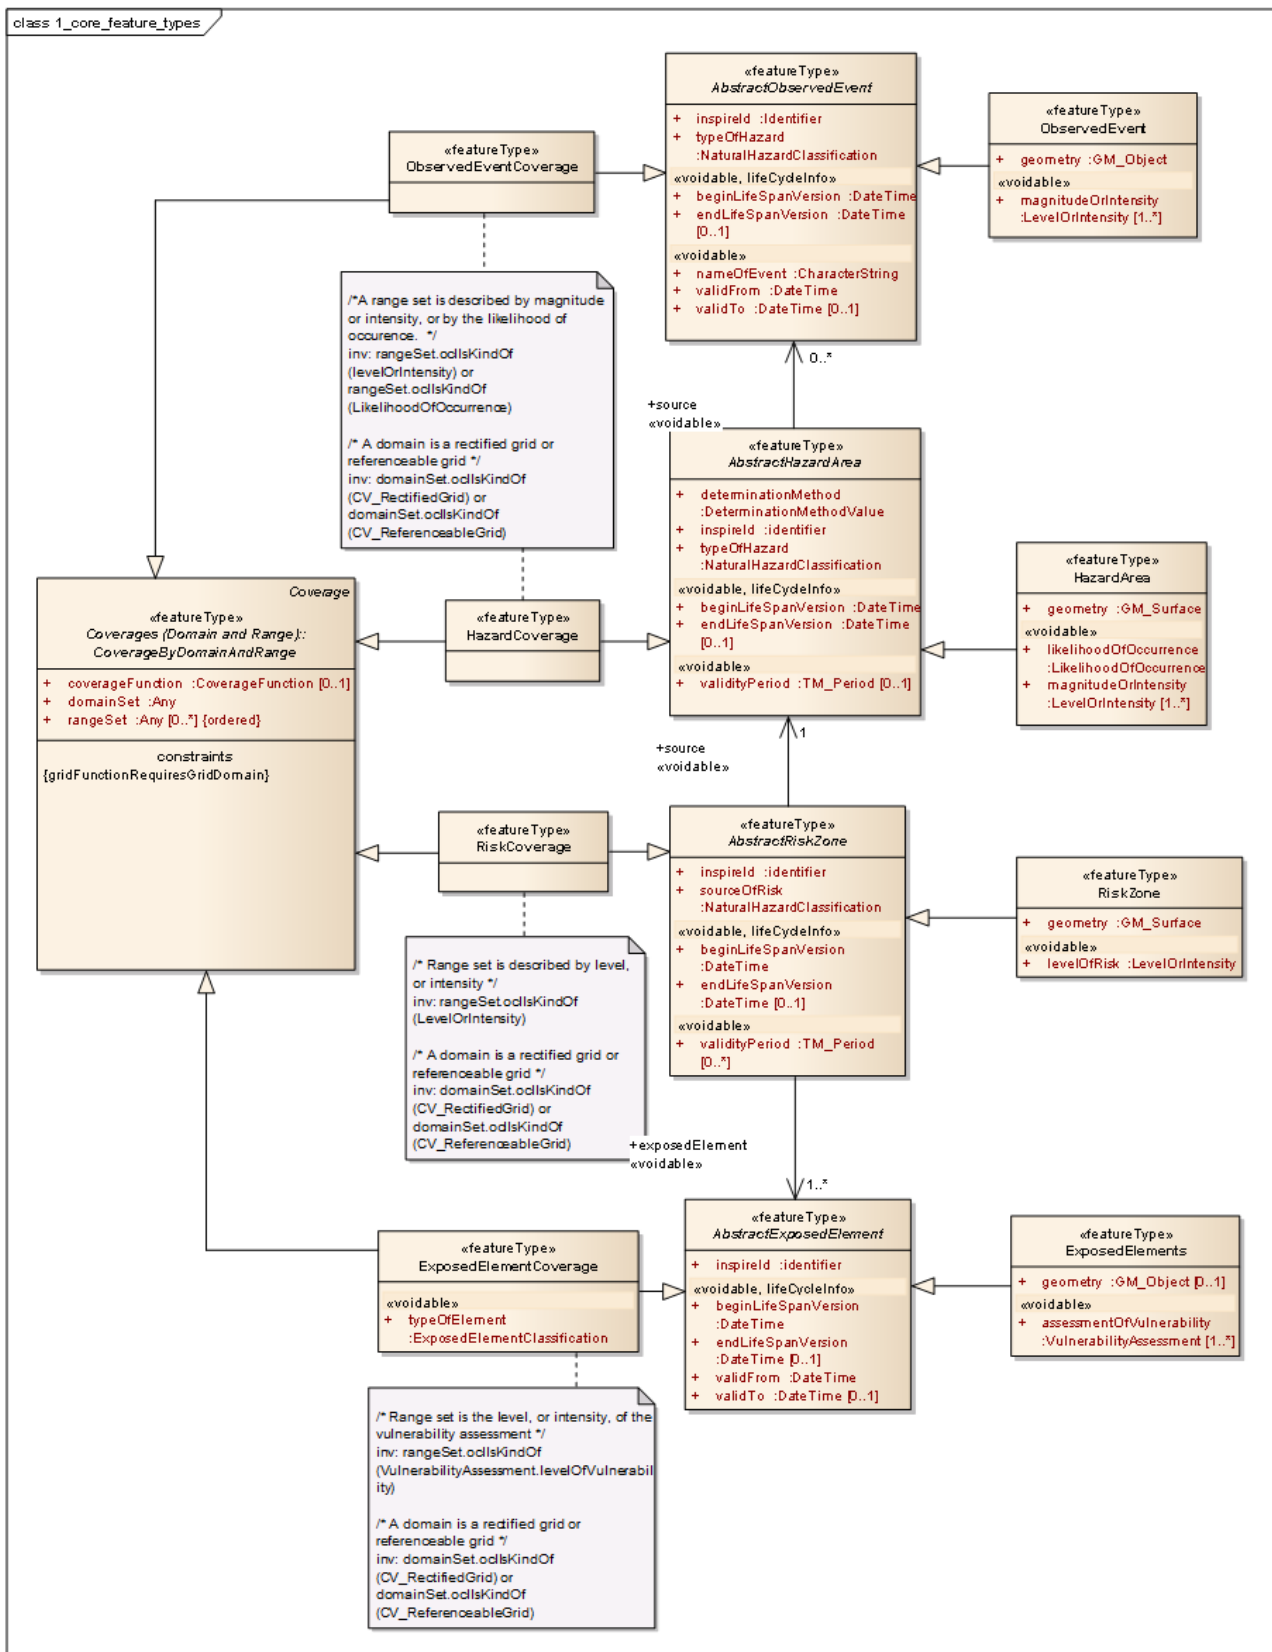 class 1_core_feature_types
«featureType»
AbstractObservedEvent
+ inspireId :Identifier
+ typeOfHazard
:NaturalHazardClassification
«voidable, lifeCycleInfo»
+ beginLifeSpanVersion :DateTime
+ endLifeSpanVersion :DateTime
[0..1]
«voidable»
+ nameOfEvent :CharacterString
+ validFrom :DateTime
+ validTo :DateTime [0..1]
«featureType»
ObservedEvent
+ geometry :GM_Object
«voidable»
+ magnitudeOrIntensity
:LevelOrIntensity [1..*]
«featureType»
ObservedEventCoverage
/*A range set is described by magnitude
or intensity, or by the likelihood of
occurence. */
inv: rangeSet.oclIsKindOf
(levelOrIntensity) or
rangeSet.oclIsKindOf
(LikelihoodOfOccurrence)
/* A domain is a rectified grid or
referenceable grid */
inv: domainSet.oclIsKindOf
(CV_RectifiedGrid) or
domainSet.oclIsKindOf
(CV_ReferenceableGrid)
0..*
+source
«voidable»
«featureType»
AbstractHazardArea
+ determinationMethod
:DeterminationMethodValue
+ inspireId :identifier
+ typeOfHazard
:NaturalHazardClassification
«voidable, lifeCycleInfo»
+ beginLifeSpanVersion :DateTime
+ endLifeSpanVersion :DateTime
[0..1]
«voidable»
+ validityPeriod :TM_Period [0..1]
«featureType»
HazardArea
+ geometry :GM_Surface
«voidable»
+ likelihoodOfOccurrence
:LikelihoodOfOccurrence
+ magnitudeOrIntensity
:LevelOrIntensity [1..*]
Coverage
«featureType»
Coverages (Domain and Range)::
CoverageByDomainAndRange
+ coverageFunction :CoverageFunction [0..1]
+ domainSet :Any
+ rangeSet :Any [0..*] {ordered}
constraints
{gridFunctionRequiresGridDomain}
«featureType»
HazardCoverage
1
+source
«voidable»
«featureType»
RiskCoverage
«featureType»
AbstractRiskZone
+ inspireId :identifier
+ sourceOfRisk
:NaturalHazardClassification
«voidable, lifeCycleInfo»
+ beginLifeSpanVersion
:DateTime
+ endLifeSpanVersion
:DateTime [0..1]
«voidable»
+ validityPeriod :TM_Period
[0..*]
«featureType»
RiskZone
+ geometry :GM_Surface
«voidable»
+ levelOfRisk :LevelOrIntensity
/* Range set is described by level,
or intensity */
inv: rangeSet.oclIsKindOf
(LevelOrIntensity)
/* A domain is a rectified grid or
referenceable grid */
inv: domainSet.oclIsKindOf
(CV_RectifiedGrid) or
domainSet.oclIsKindOf
(CV_ReferenceableGrid)
+exposedElement
«voidable»
1..*
«featureType»
ExposedElementCoverage
«voidable»
+ typeOfElement
:ExposedElementClassification
«featureType»
AbstractExposedElement
+ inspireId :identifier
«voidable, lifeCycleInfo»
+ beginLifeSpanVersion
:DateTime
+ endLifeSpanVersion
:DateTime [0..1]
+ validFrom :DateTime
+ validTo :DateTime [0..1]
«featureType»
ExposedElements
+ geometry :GM_Object [0..1]
«voidable»
+ assessmentOfVulnerability
:VulnerabilityAssessment [1..*]
/* Range set is the level, or intensity, of the
vulnerability assessment */
inv: rangeSet.oclIsKindOf
(VulnerabilityAssessment.levelOfVulnerabil
ity)
/* A domain is a rectified grid or
referenceable grid */
inv: domainSet.oclIsKindOf
(CV_RectifiedGrid) or
domainSet.oclIsKindOf
(CV_ReferenceableGrid)